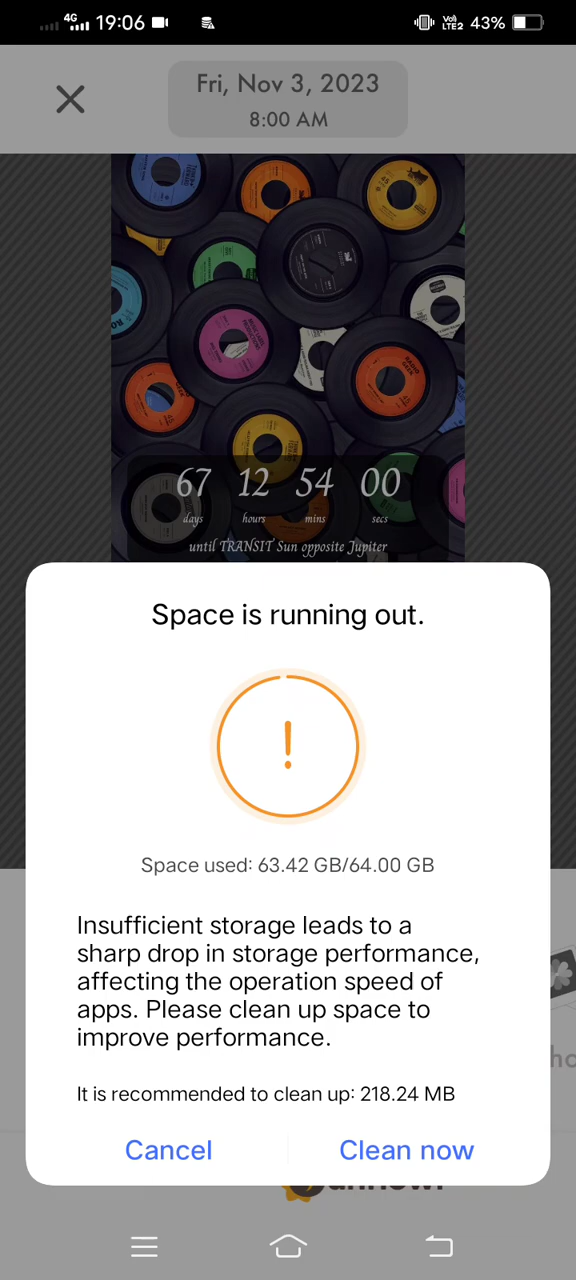 4G 19:06 VoI) LTE2 43%
Fri, Nov 3, 2023
8:00 AM
67 12 54 00
days hours mins secs
until TRANSIT Sun opposite Jupiter
Space is running out.
!
Space used: 63.42 GB/64.00 GB
Insufficient storage leads to a
sharp drop in storage performance,
affecting the operation speed of
apps. Please clean up space to
improve performance.
It is recommended to clean up: 218.24 MB
Cancel Clean now